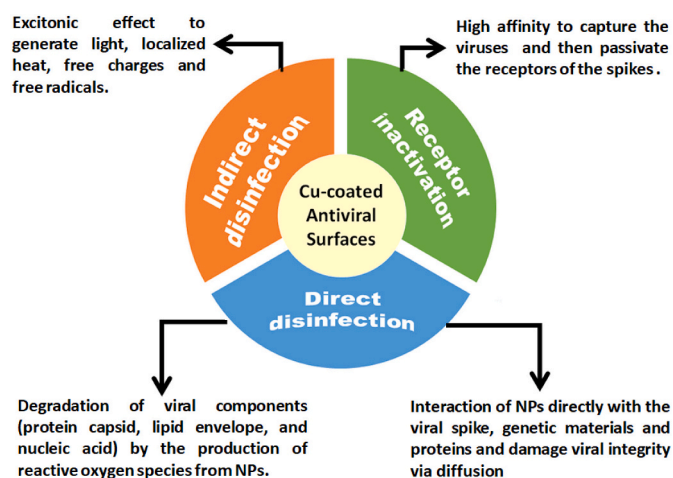 Excitonic effect to
generate light, localized
heat, free charges and
free radicals.
High affinity to capture the
viruses and then passivate
the receptors of the spikes .
Indirect
disinfection
Receptor
inactivation
Cu-coated
Antiviral
Surfaces
Direct
disinfection
Degradation of viral components
(protein capsid, lipid envelope, and
nucleic acid) by the production of
reactive oxygen species from NPs.
Interaction of NPs directly with the
viral spike, genetic materials and
proteins and damage viral integrity
via diffusion